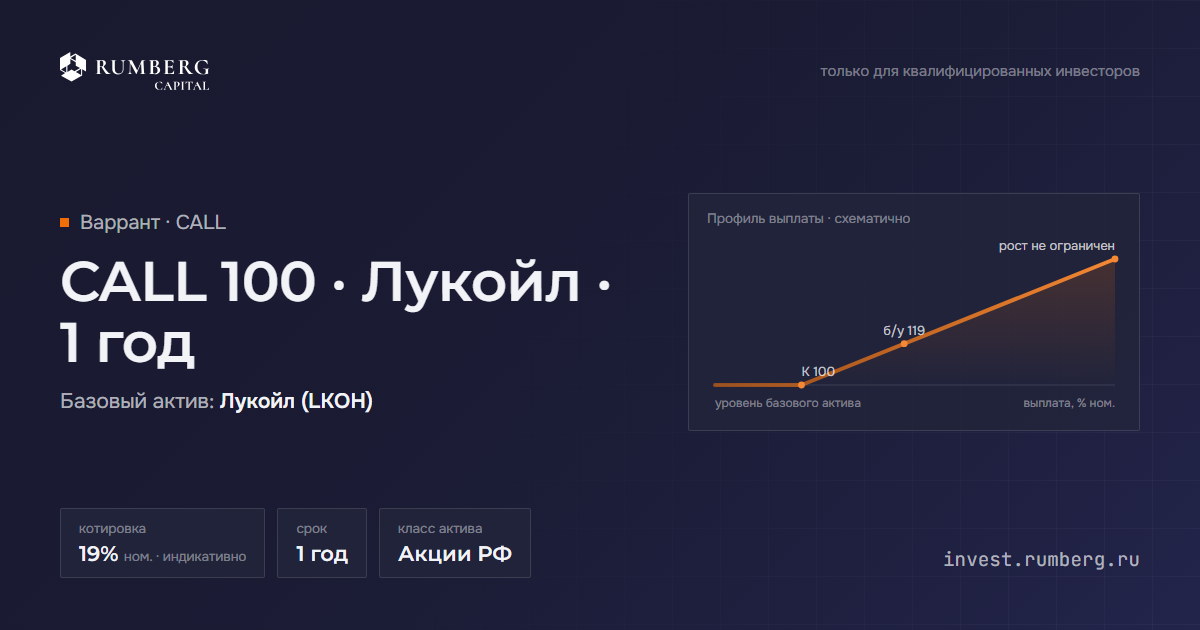 RUMBERG
CAPITAL
только для квалифицированных инвесторов
Варрант · CALL
CALL 100 · Лукойл ·
1 год
Базовый актив: Лукойл (LKOH)
Профиль выплаты · схематично
рост не ограничен
б/у 119
K 100
уровень базового актива
выплата, % ном.
котировка
19% ном. · индикативно
срок
1 год
класс актива
Акции РФ
invest.rumberg.ru